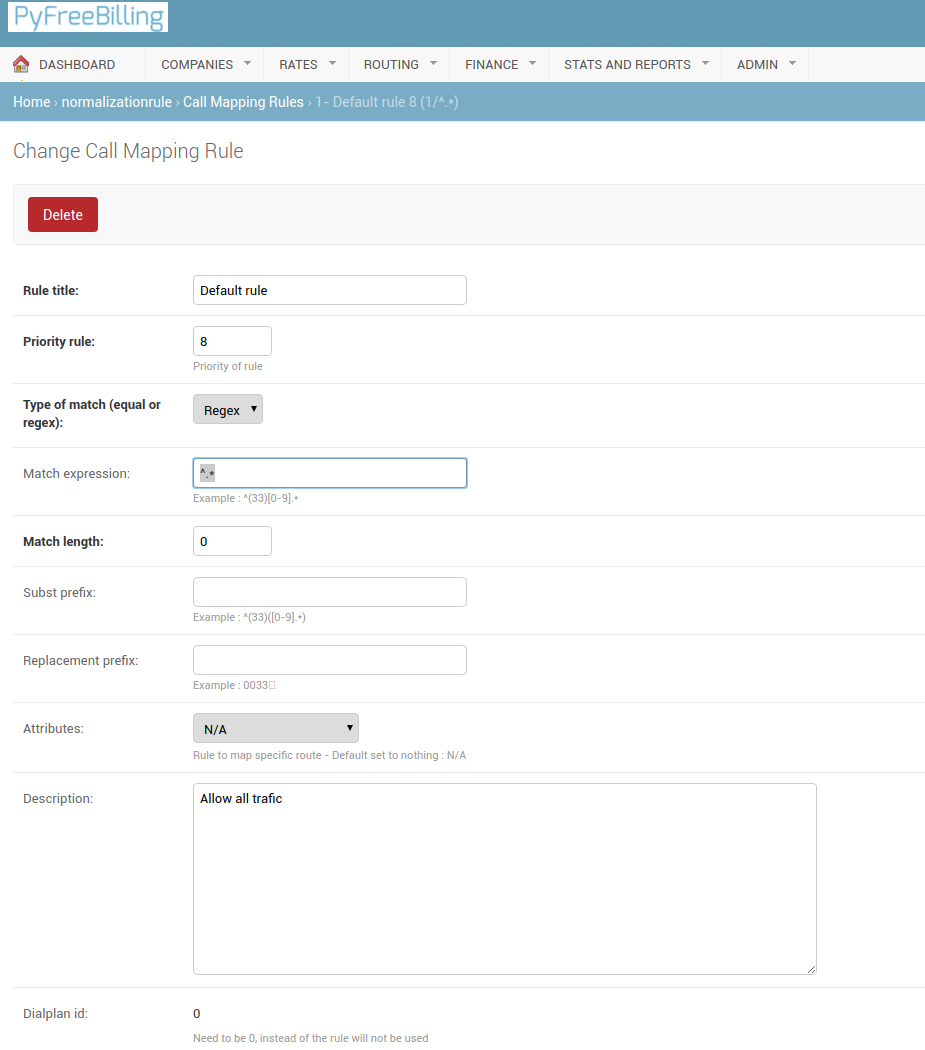 PyFreeBilling
DASHBOARD COMPANIES RATES ROUTING FINANCE STATS AND REPORTS ADMIN
Home › normalizationrule › Call Mapping Rules › 1- Default rule 8 (1/^.*)
Change Call Mapping Rule
Delete
Rule title: Default rule
Priority rule: 8
Priority of rule
Type of match (equal or
regex): Regex
Match expression: ^.*
Example : ^(33)[0-9].*
Match length: 0
Subst prefix:
Example : ^(33)([0-9].*)
Replacement prefix:
Example : 0033
Attributes: N/A
Rule to map specific route - Default set to nothing : N/A
Description: Allow all trafic
Dialplan id: 0
Need to be 0, instead of the rule will not be used